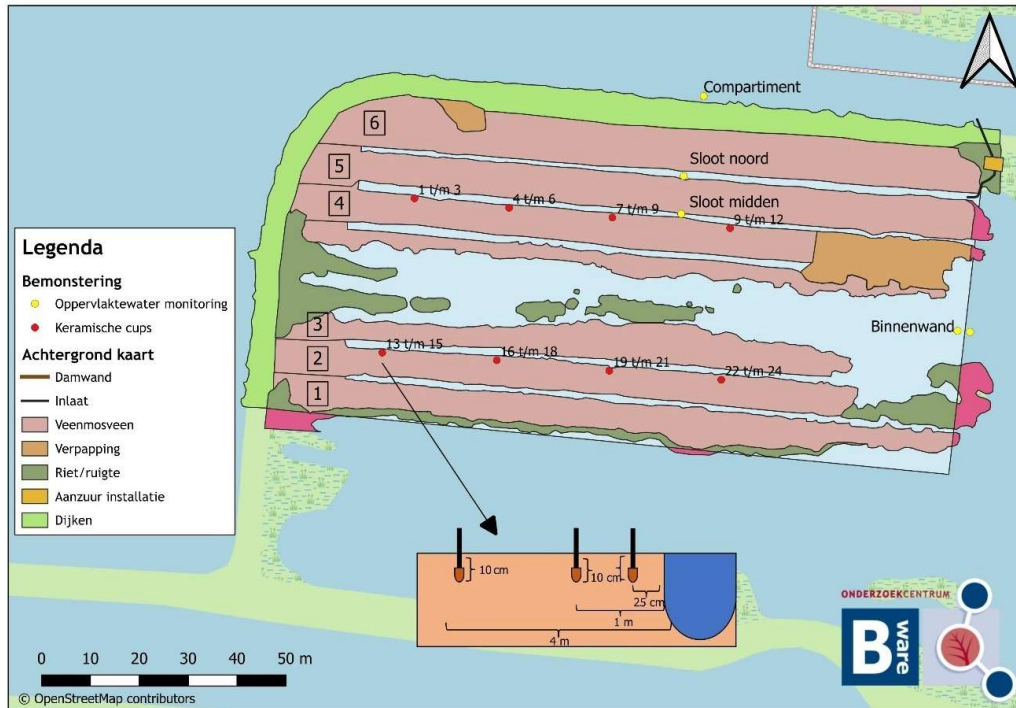 Compartiment
6
Sloot noord
5
1 t/m 3
4 t/m 6
7 t/m 9
Sloot midden
9 t/m 12
4
Legenda
Bemonstering
Oppervlaktewater monitoring
Keramische cups
Achtergrond kaart
Damwand
Inlaat
Veenmosveen
Verpapping
Riet/ruigte
Aanzuur installatie
Dijken
Binnenwand
3
13 t/m 15
16 t/m 18
19 t/m 21
22 t/m 24
2
1
10 cm
10 cm
25 cm
1 m
4 m
ONDERZOEKCENTRUM
B ware
0 10 20 30 40 50 m
© OpenStreetMap contributors